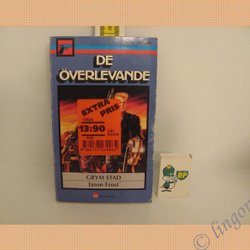 DE
ÖVERLEVANDE
EXTRA
PRIS
13:90
GRYM STAD
Jason Frost
BP
© lingon